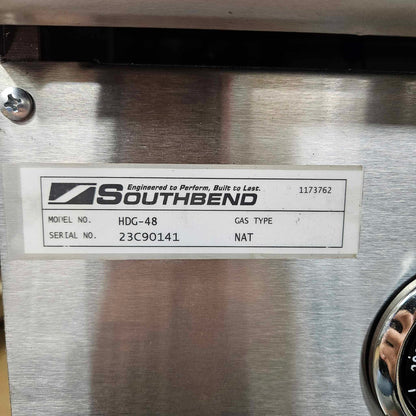 Engineered to Perform, Built to Last.
SOUTHBEND 1173762
MODEL NO. HDG-48 GAS TYPE
SERIAL NO. 23C90141 NAT